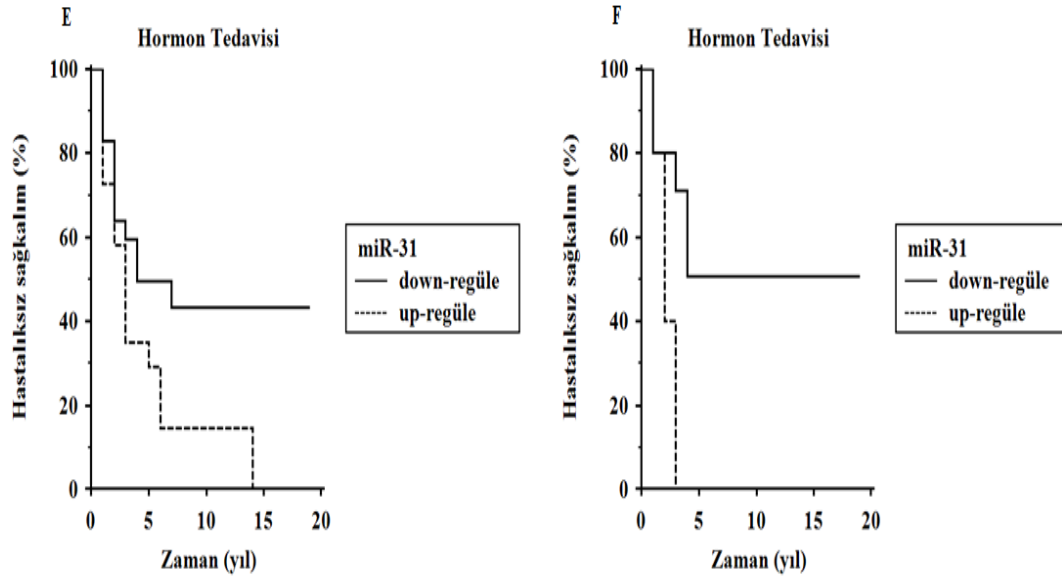 E
Hormon Tedavisi
Hastalıksız sağkalım (%)
100
80
60
40
20
0
0 5 10 15 20
Zaman (yıl)
miR-31
down-regüle
up-regüle
F
Hormon Tedavisi
Hastalıksız sağkalım (%)
100
80
60
40
20
0
0 5 10 15 20
Zaman (yıl)
miR-31
down-regüle
up-regüle